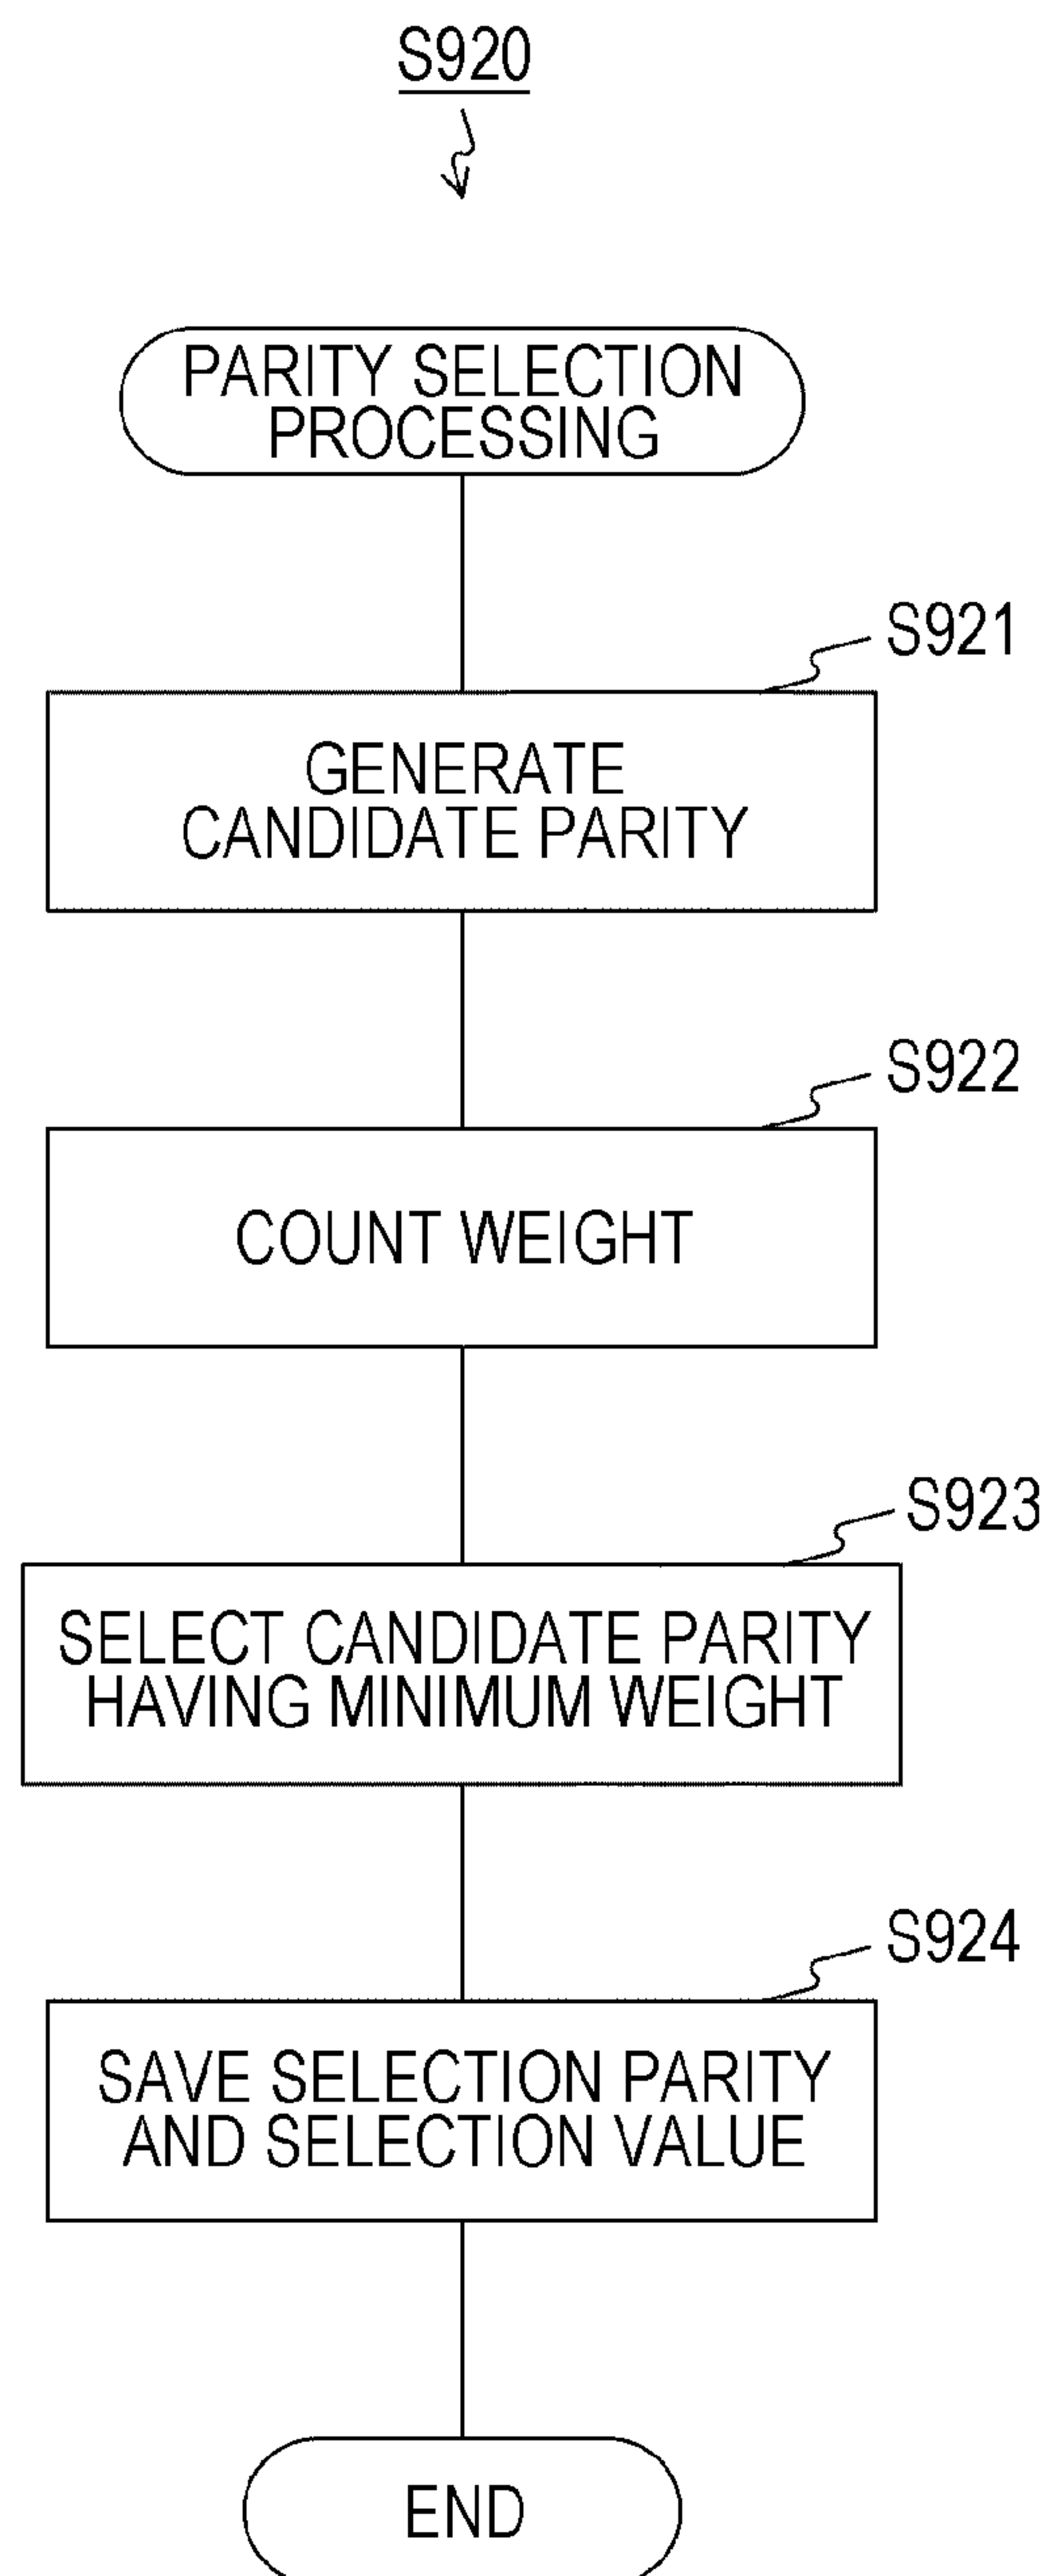 S920
PARITY SELECTION
PROCESSING
S921
GENERATE
CANDIDATE PARITY
S922
COUNT WEIGHT
S923
SELECT CANDIDATE PARITY
HAVING MINIMUM WEIGHT
S924
SAVE SELECTION PARITY
AND SELECTION VALUE
END